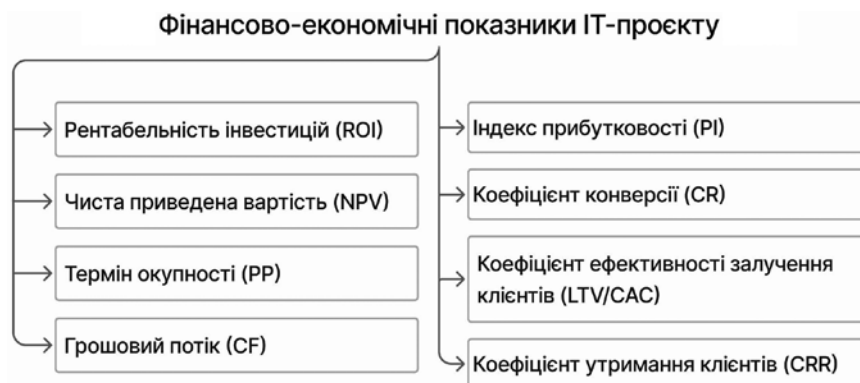 Фінансово-економічні показники ІТ-проєкту
Рентабельність інвестицій (ROI)
Чиста приведена вартість (NPV)
Термін окупності (PP)
Грошовий потік (CF)
Індекс прибутковості (PI)
Коефіцієнт конверсії (CR)
Коефіцієнт ефективності залучення
клієнтів (LTV/CAC)
Коефіцієнт утримання клієнтів (CRR)